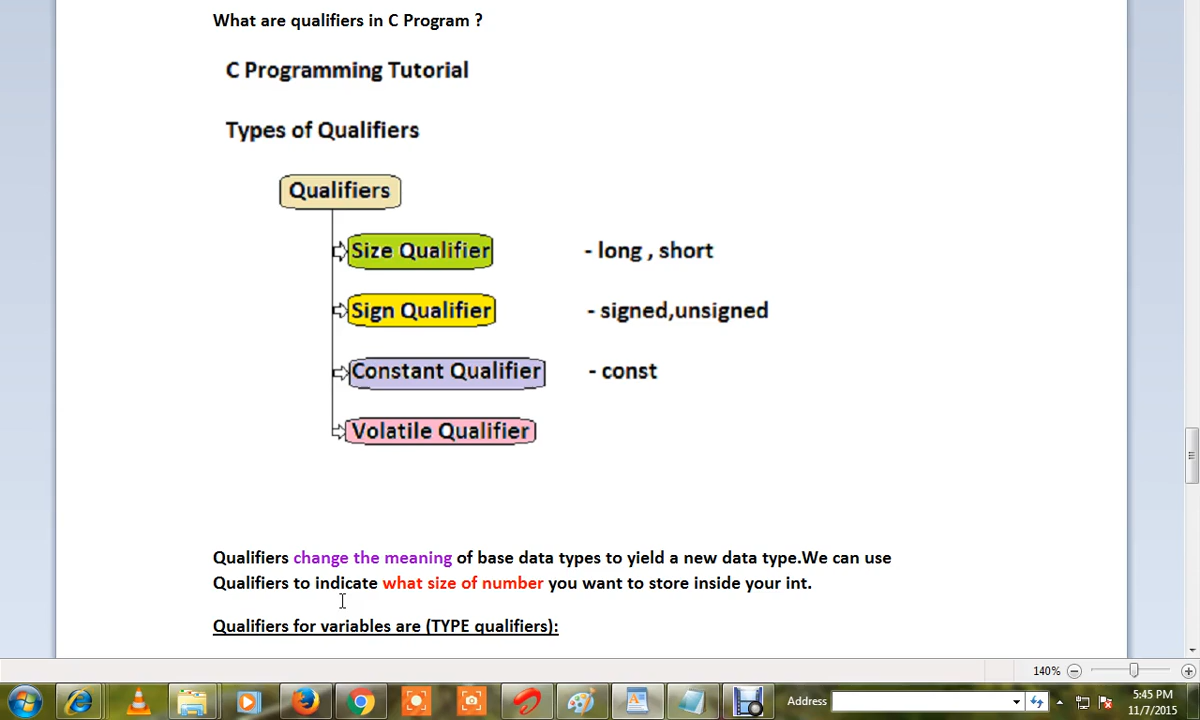 What are qualifiers in C Program ?
C Programming Tutorial
Types of Qualifiers
Qualifiers
Size Qualifier - long , short
Sign Qualifier - signed,unsigned
Constant Qualifier - const
Volatile Qualifier
Qualifiers change the meaning of base data types to yield a new data type.We can use
Qualifiers to indicate what size of number you want to store inside your int.
Qualifiers for variables are (TYPE qualifiers):
140%
Address
5:45 PM
11/7/2015